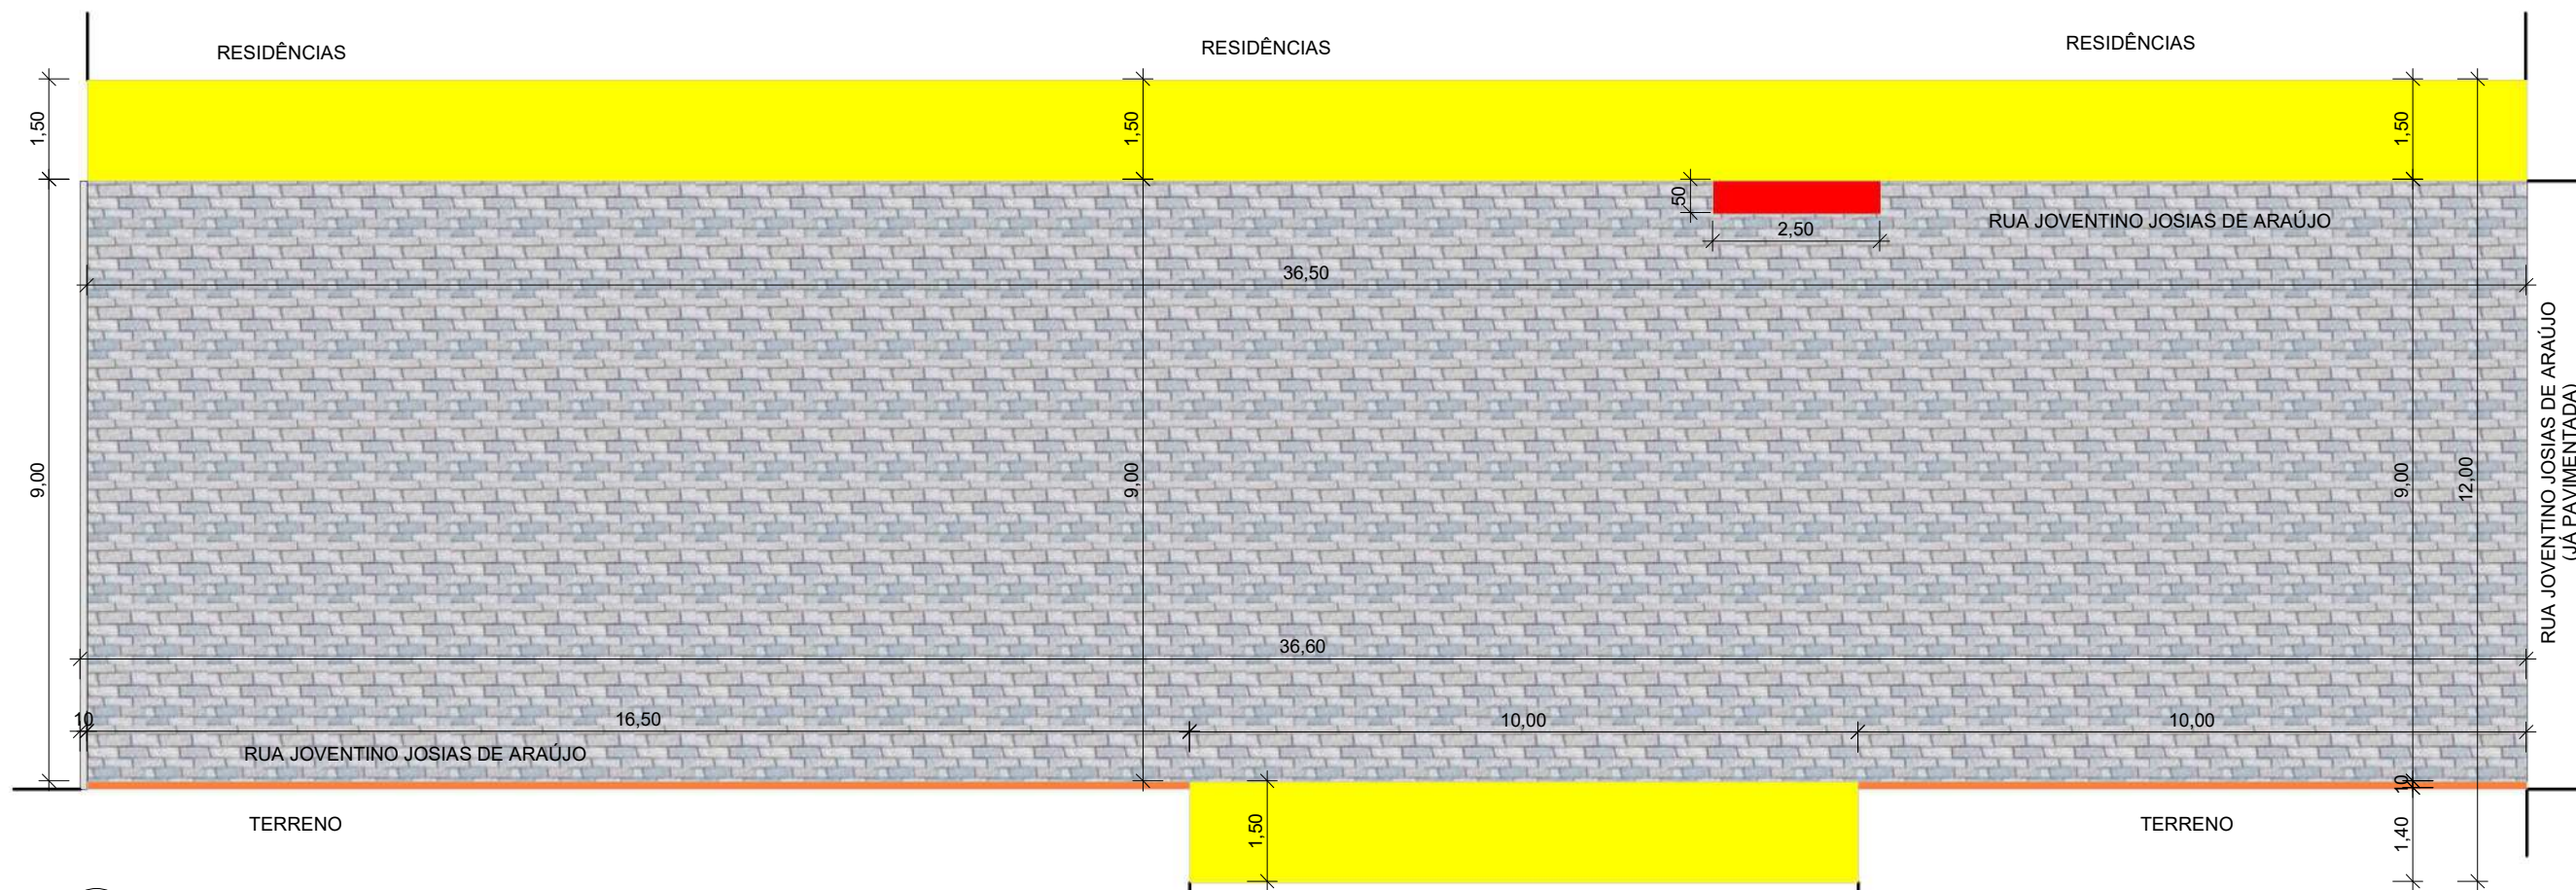 RESIDÊNCIAS
RESIDÊNCIAS
RESIDÊNCIAS
1,50
1,50
1,50
50
2,50
RUA JOVENTINO JOSIAS DE ARAÚJO
36,50
9,00
9,00
9,00
12,00
RUA JOVENTINO JOSIAS DE ARAÚJO
(JÁ PAVIMENTADA)
36,60
10
16,50
10,00
10,00
RUA JOVENTINO JOSIAS DE ARAÚJO
10
TERRENO
1,50
TERRENO
1,40